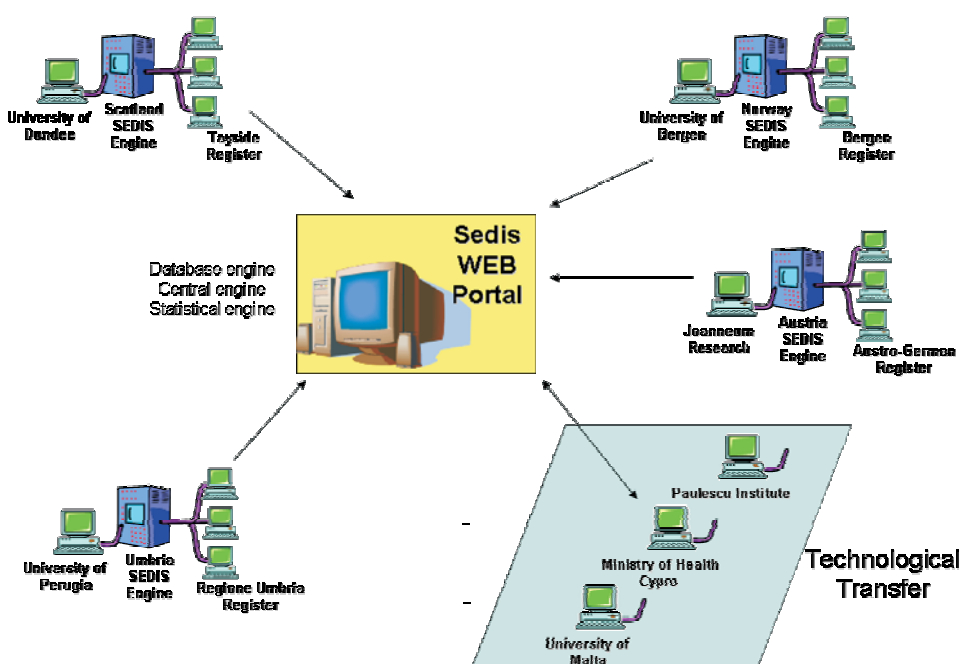 University of
Dundee
Scotland
SEDIS
Engine
Tayside
Register
University of
Bergen
Norway
SEDIS
Engine
Bergen
Register
Sedis
WEB
Portal
Database engine
Central engine
Statistical engine
Joanneum
Research
Austria
SEDIS
Engine
Austro-German
Register
University of
Perugia
Umbria
SEDIS
Engine
Regione Umbria
Register
Paulescu Institute
Ministry of Health
Cypro
University of
Malta
Technological
Transfer